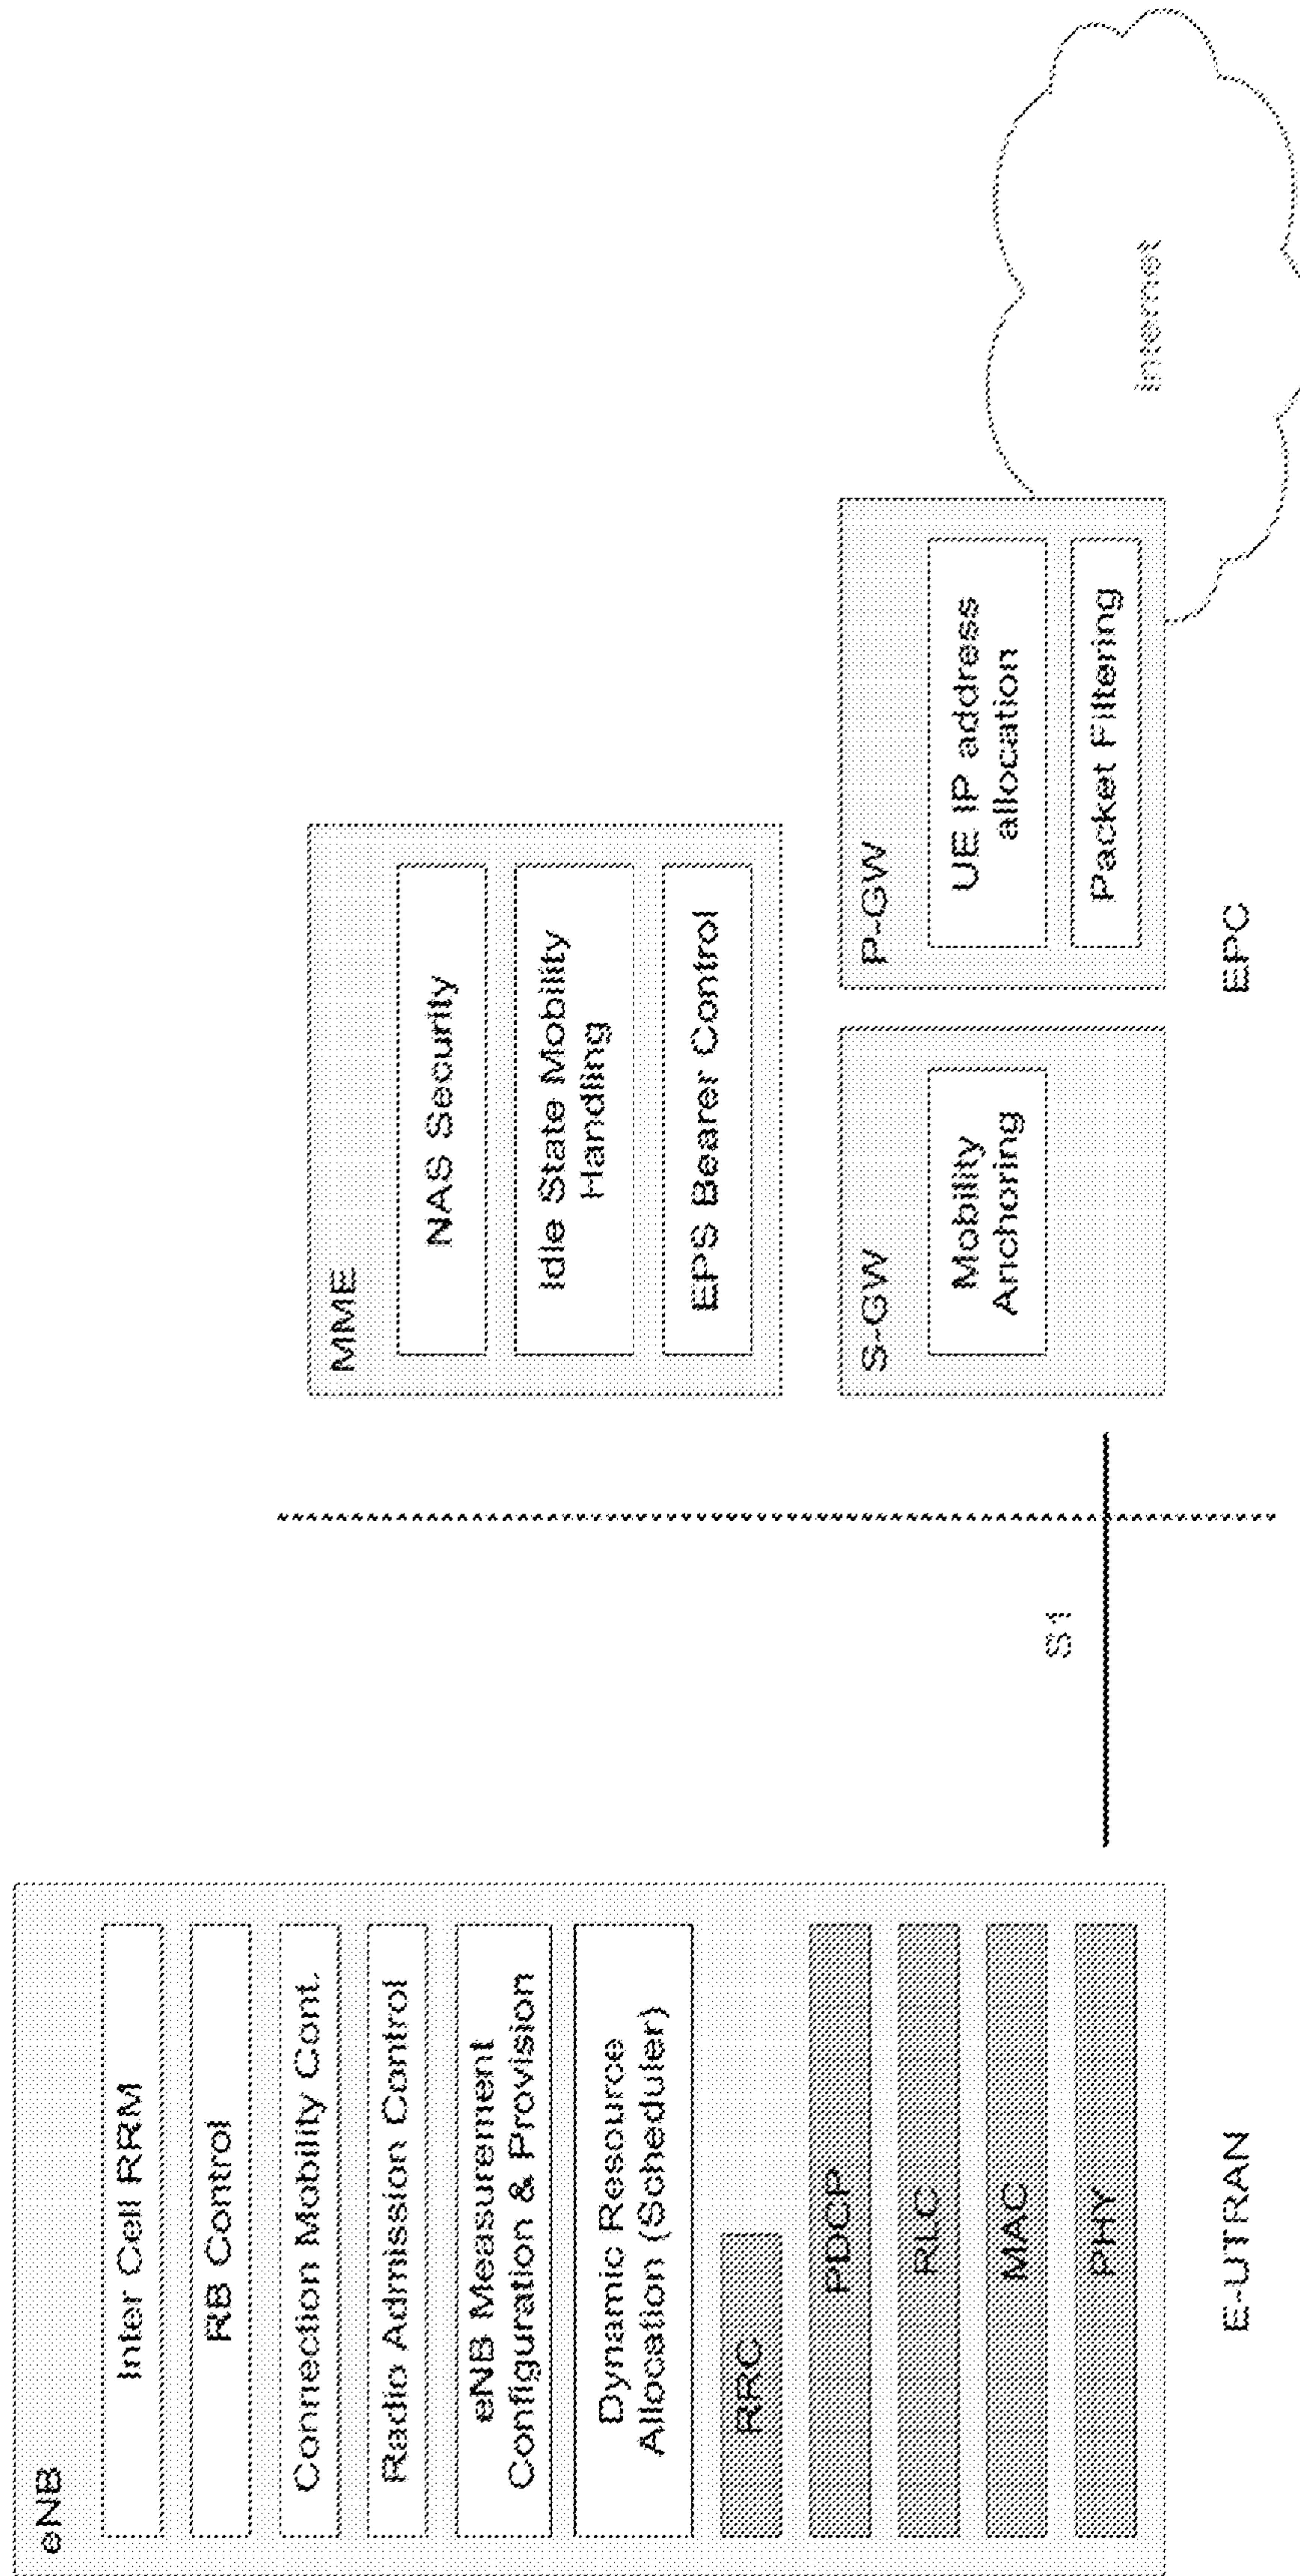 eNB
Inter Cell RRM
RB Control
Connection Mobility Cont.
Radio Admission Control
eNB Measurement
Configuration & Provision
Dynamic Resource
Allocation (Scheduler)
RRC
PDCP
RLC
MAC
PHY
E-UTRAN
S1
MME
NAS Security
Idle State Mobility
Handling
EPS Bearer Control
S-GW
Mobility
Anchoring
P-GW
UE IP address
allocation
Packet Filtering
EPC
Internet